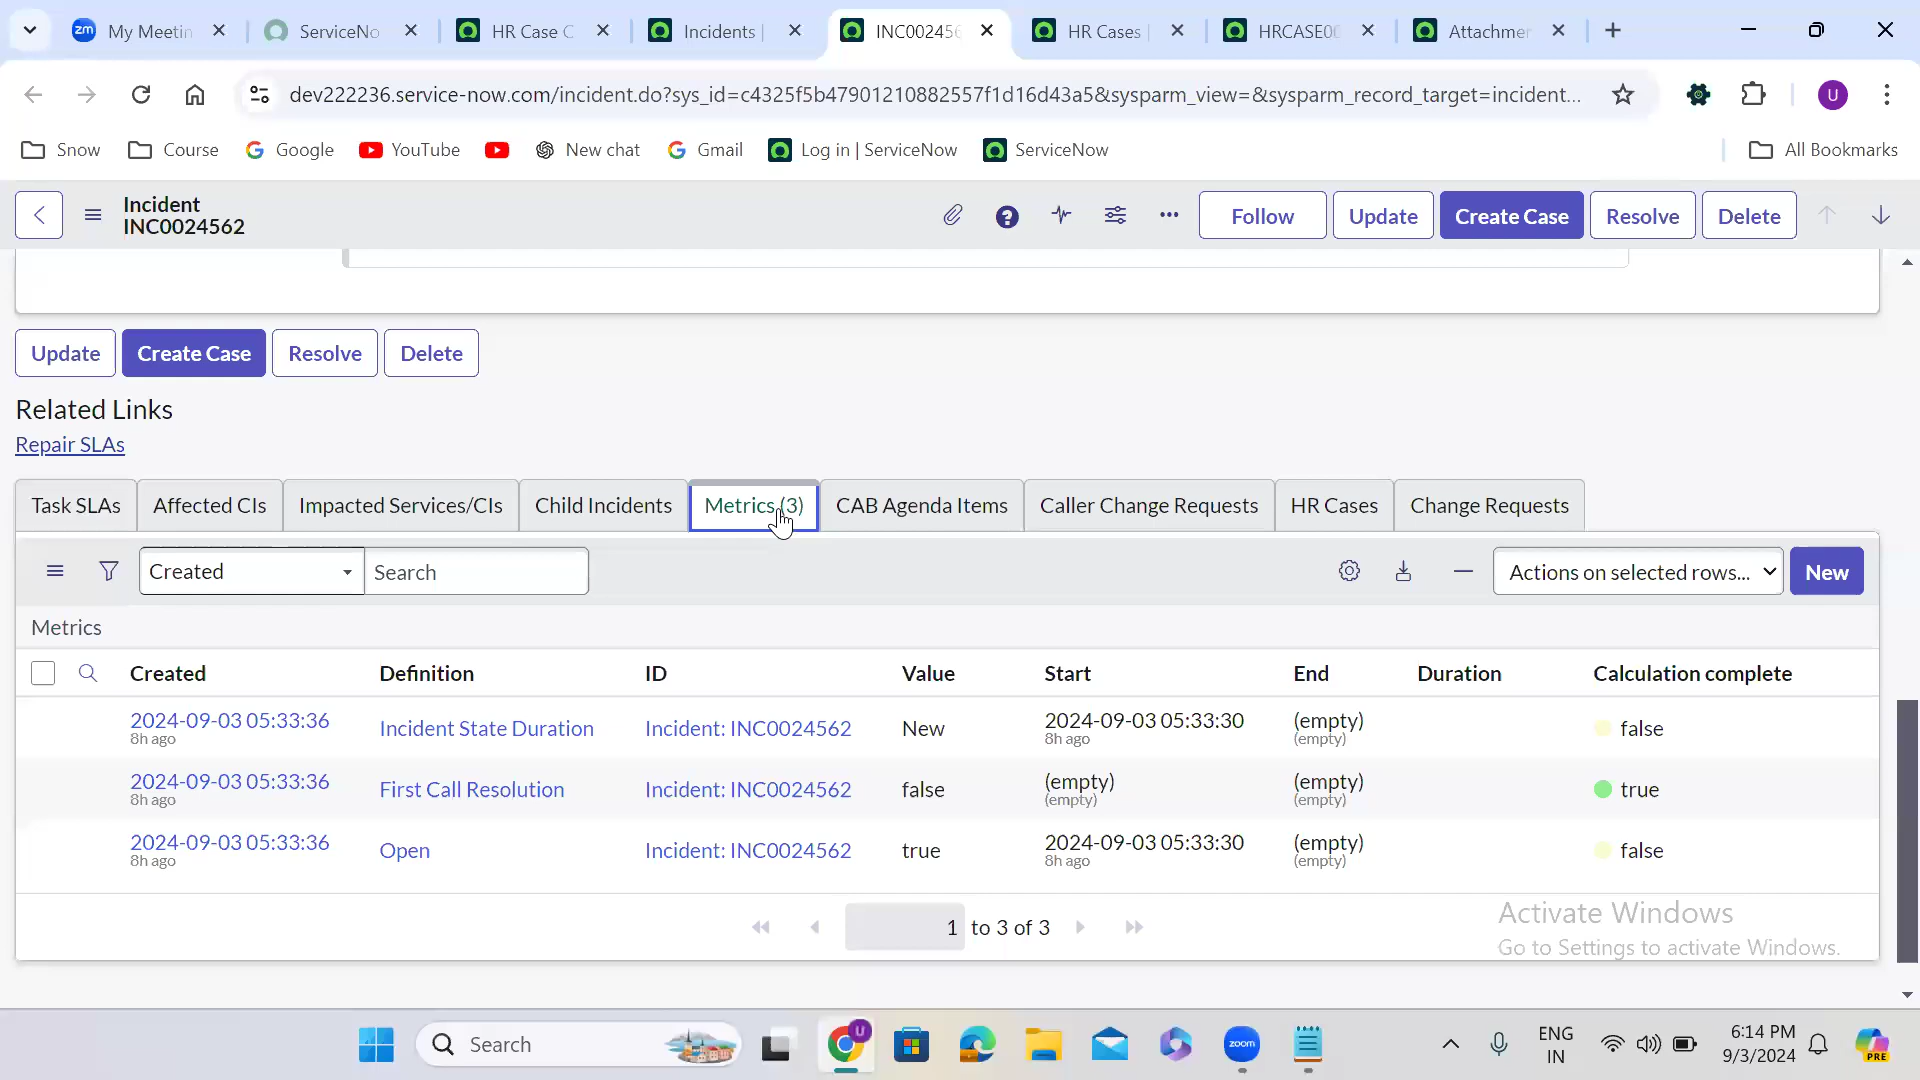 My Meetin
ServiceNo
HR Case C
Incidents |
INC002456
HR Cases |
HRCASE00
Attachmen
dev222236.service-now.com/incident.do?sys_id=c4325f5b47901210882557f1d16d43a5&sysparm_view=&sysparm_record_target=incident...
U
Snow
Course
Google
YouTube
New chat
Gmail
Log in | ServiceNow
ServiceNow
All Bookmarks
Incident
INC0024562
Follow
Update
Create Case
Resolve
Delete
Update
Create Case
Resolve
Delete
Related Links
Repair SLAs
Task SLAs
Affected CIs
Impacted Services/CIs
Child Incidents
Metrics (3)
CAB Agenda Items
Caller Change Requests
HR Cases
Change Requests
Created
Search
Actions on selected rows...
New
Metrics
Created Definition ID Value Start End Duration Calculation complete
2024-09-03 05:33:36 Incident State Duration Incident: INC0024562 New 2024-09-03 05:33:30 (empty) false
8h ago 8h ago (empty)
2024-09-03 05:33:36 First Call Resolution Incident: INC0024562 false (empty) (empty) true
8h ago (empty) (empty)
2024-09-03 05:33:36 Open Incident: INC0024562 true 2024-09-03 05:33:30 (empty) false
8h ago 8h ago (empty)
1 to 3 of 3
Activate Windows
Go to Settings to activate Windows.
Search
U
zoom
ENG
IN
6:14 PM
9/3/2024
PRE